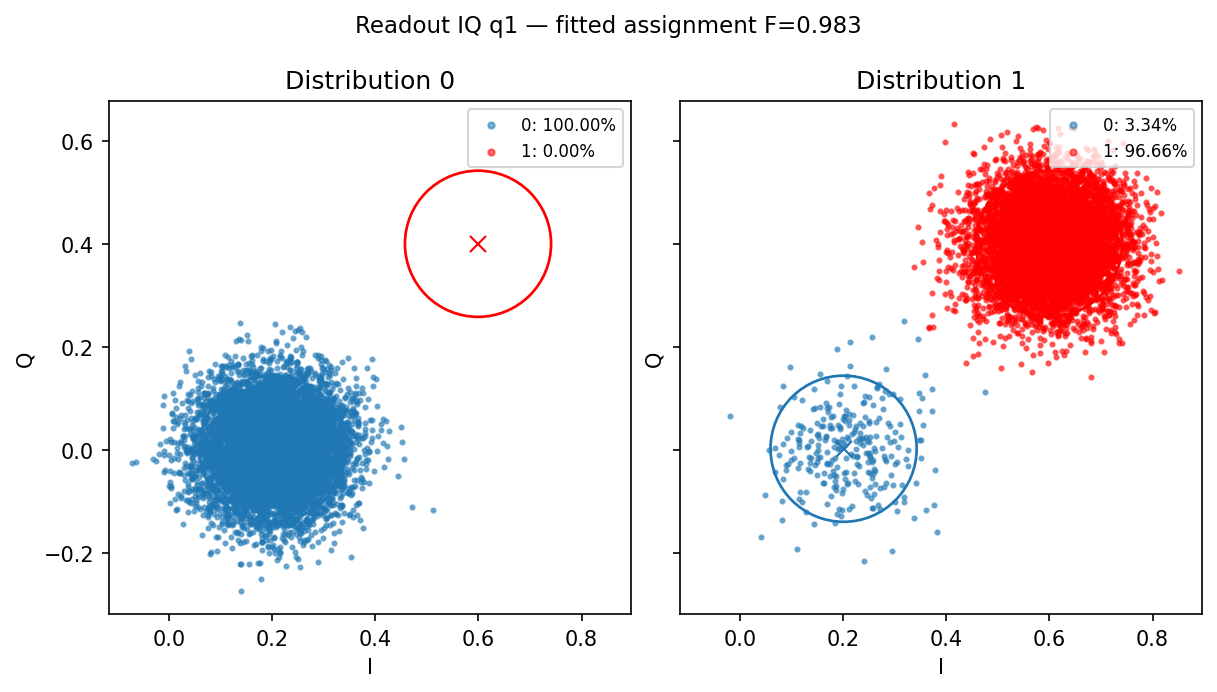 Readout IQ q1 — fitted assignment F=0.983
Distribution 0
Distribution 1
0: 100.00%
1: 0.00%
0: 3.34%
1: 96.66%
Q
0.6
0.4
0.2
0.0
−0.2
Q
0.0 0.2 0.4 0.6 0.8
I
0.0 0.2 0.4 0.6 0.8
I